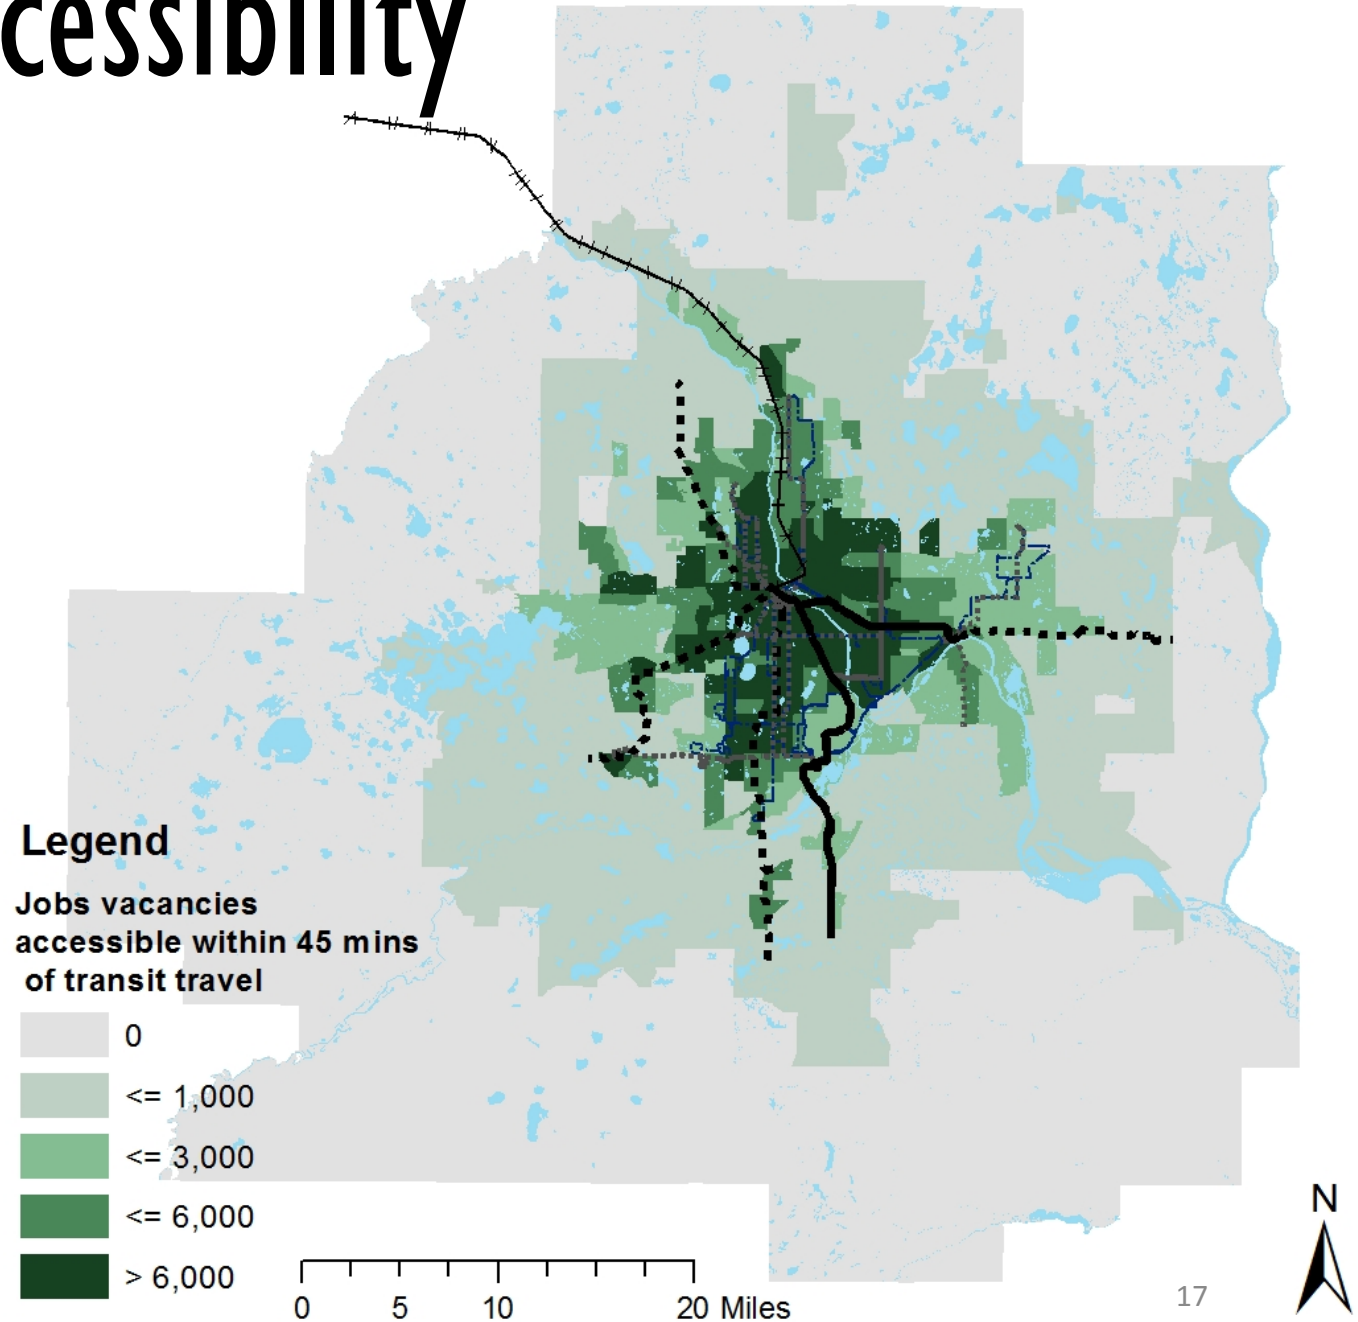 cessibility
Legend
Jobs vacancies
accessible within 45 mins
of transit travel
0
<= 1,000
<= 3,000
<= 6,000
> 6,000
0 5 10 20 Miles
N
17